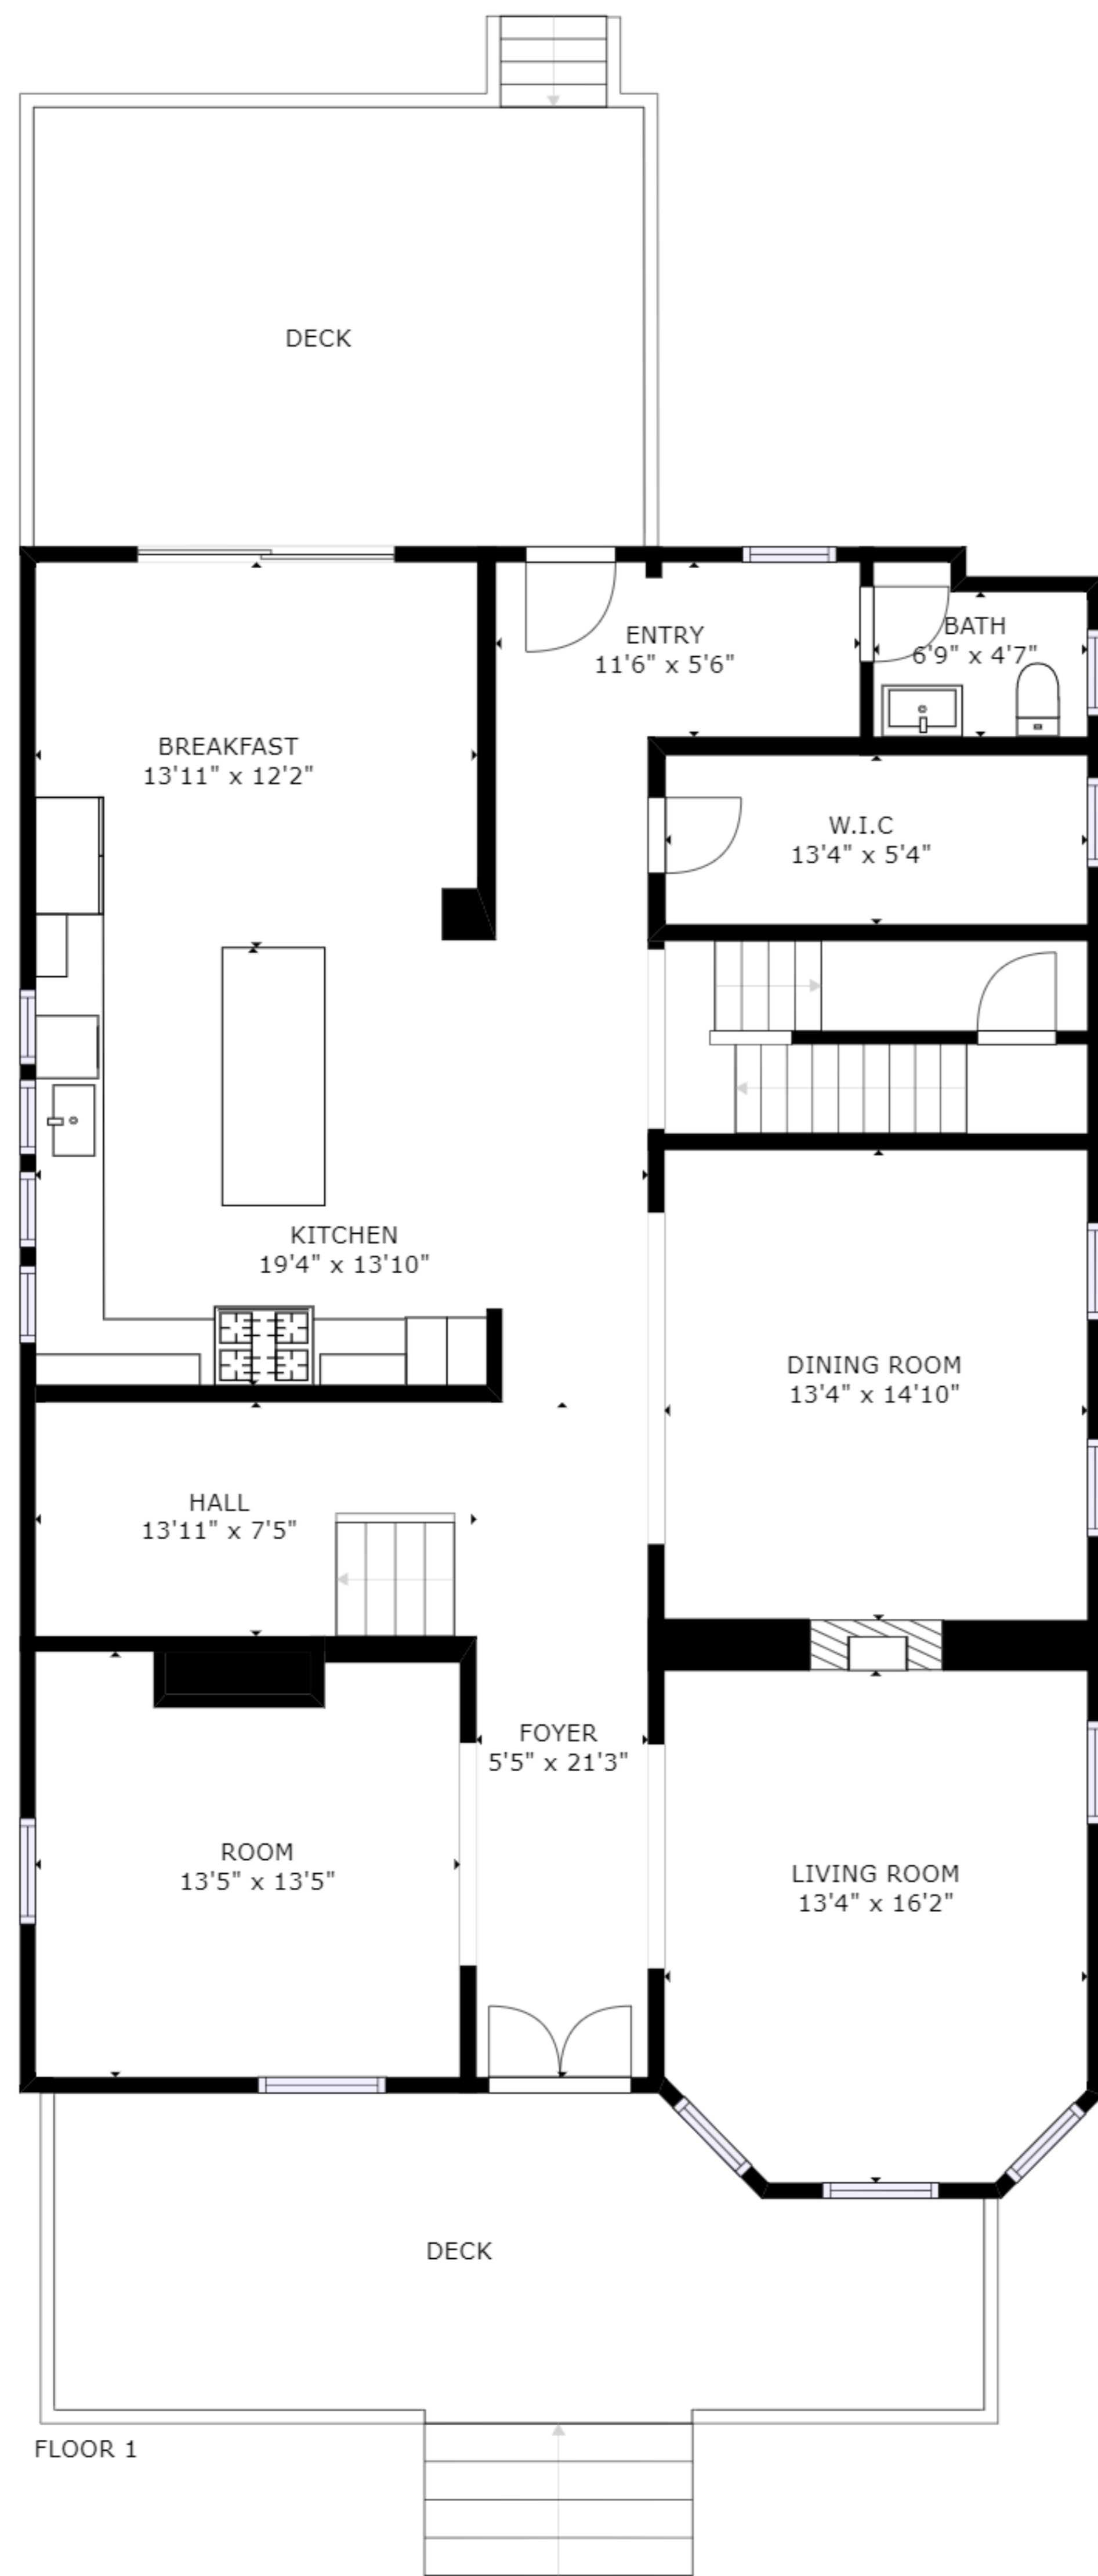 DECK
ENTRY
11'6" x 5'6"
BATH
6'9" x 4'7"
BREAKFAST
13'11" x 12'2"
W.I.C
13'4" x 5'4"
KITCHEN
19'4" x 13'10"
DINING ROOM
13'4" x 14'10"
HALL
13'11" x 7'5"
FOYER
5'5" x 21'3"
ROOM
13'5" x 13'5"
LIVING ROOM
13'4" x 16'2"
DECK
FLOOR 1